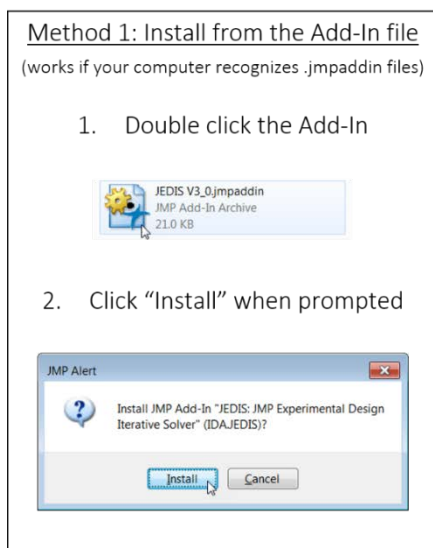 Method 1: Install from the Add-In file
(works if your computer recognizes .jmpaddin files)
1. Double click the Add-In
JEDIS V3_0.jmpaddin
JMP Add-In Archive
21.0 KB
2. Click “Install” when prompted
JMP Alert
Install JMP Add-In "JEDIS: JMP Experimental Design
Iterative Solver" (IDAJEDIS)?
Install Cancel